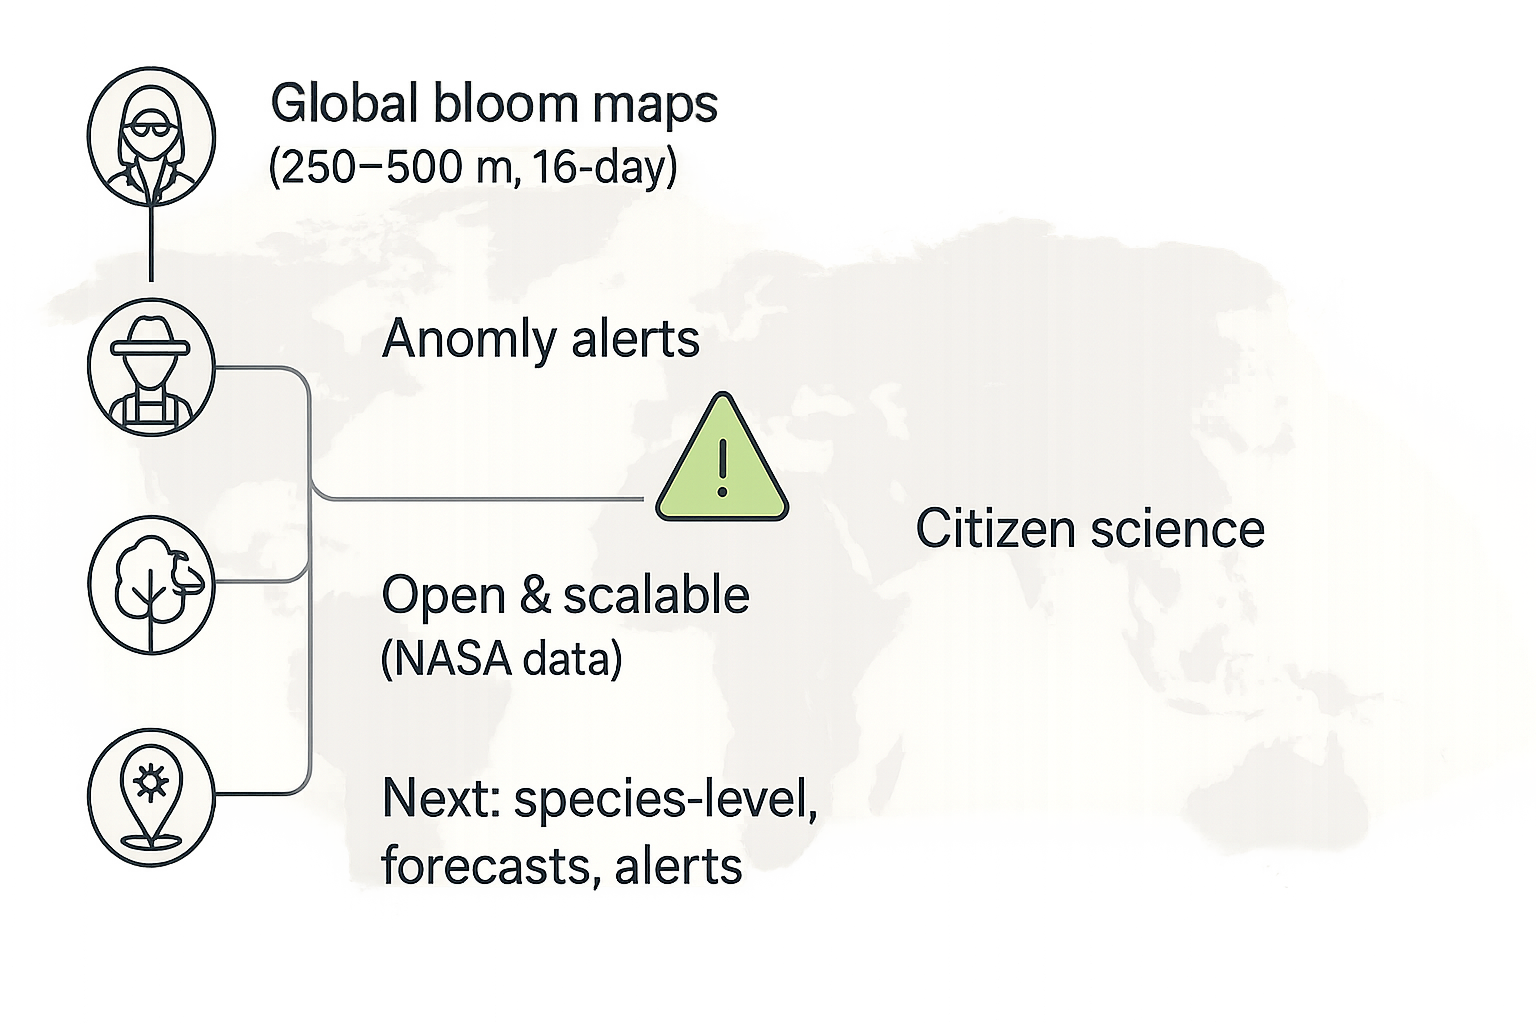 Global bloom maps
(250–500 m, 16-day)
Anomly alerts
Citizen science
Open & scalable
(NASA data)
Next: species-level,
forecasts, alerts